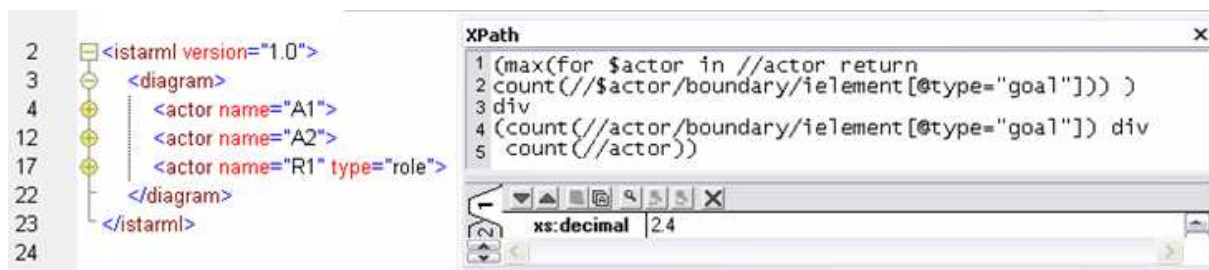 2 <istarml version="1.0">
3 <diagram>
4 <actor name="A1">
12 <actor name="A2">
17 <actor name="R1" type="role">
22 </diagram>
23 </istarml>
24
XPath
1 (max(for $actor in //actor return
2 count(//$actor/boundary/ielement[@type="goal"])) )
3 div
4 (count(//actor/boundary/ielement[@type="goal"]) div
5 count(//actor))
1
2
xs:decimal 2.4